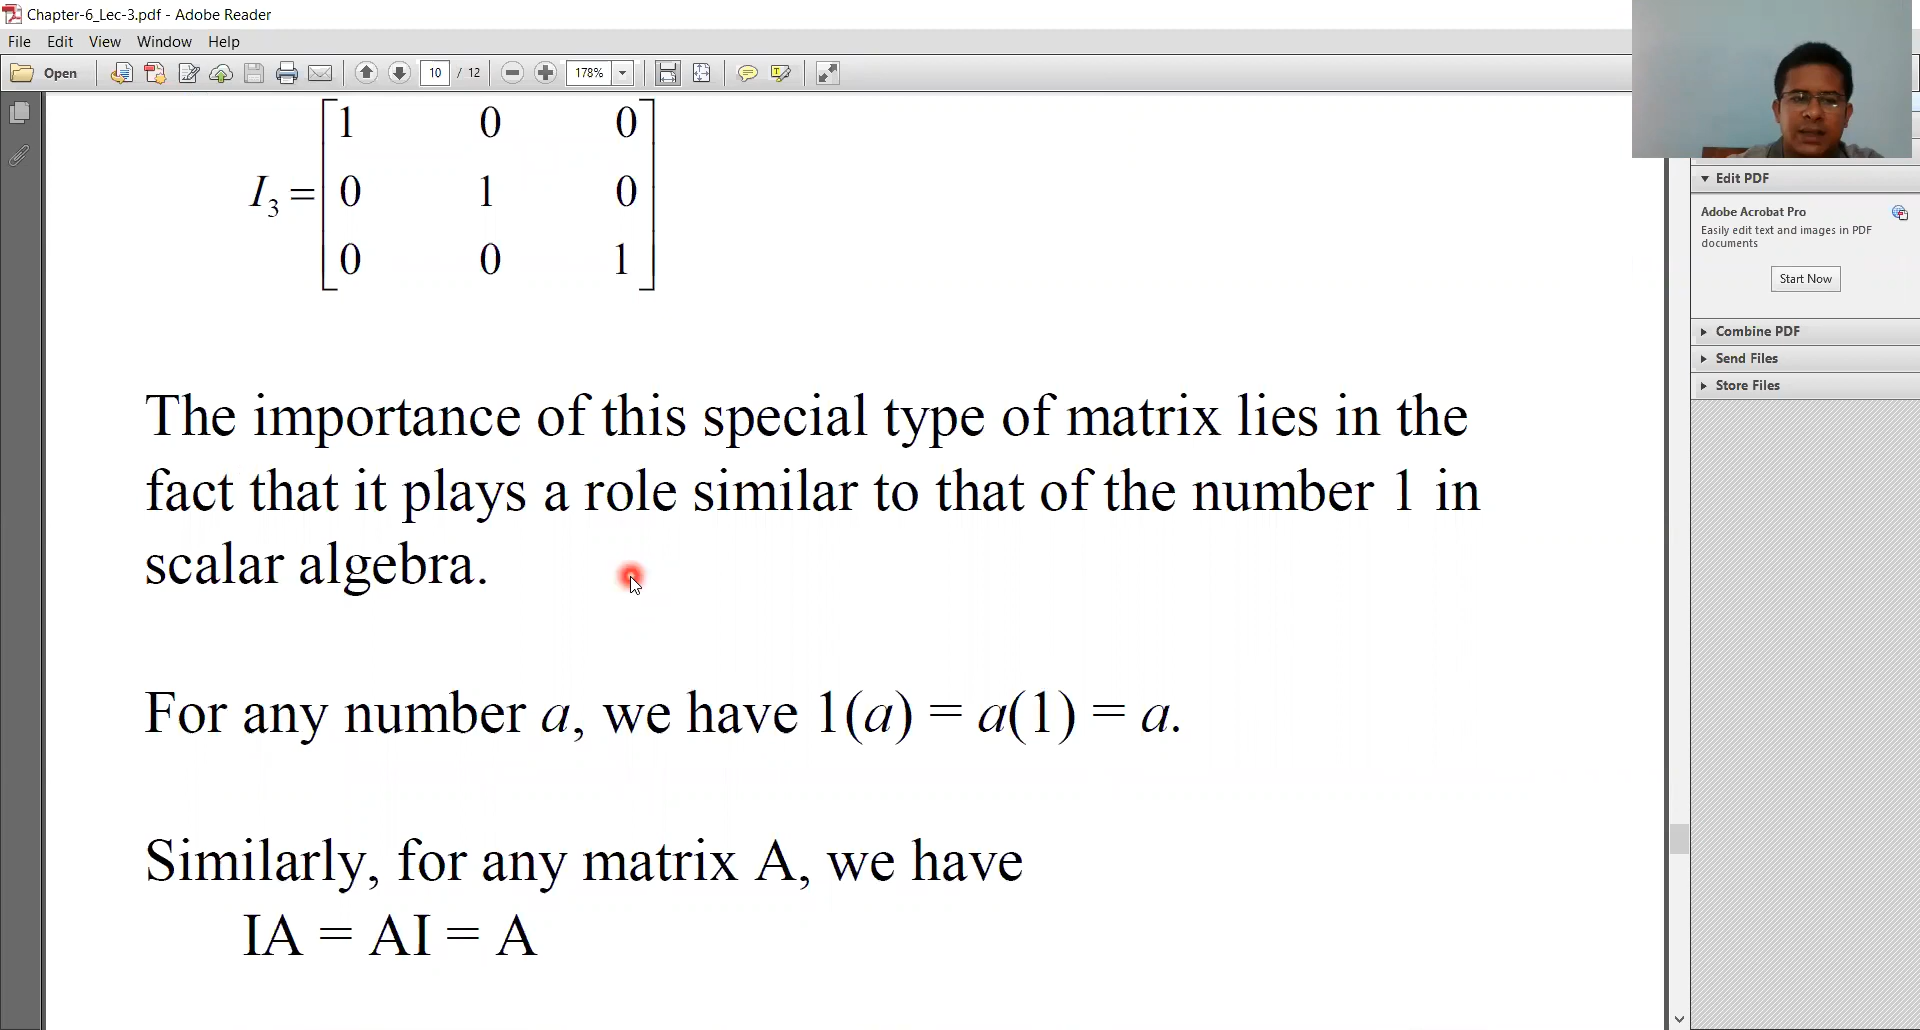 Chapter-6_Lec-3.pdf - Adobe Reader
File Edit View Window Help
Open 10 / 12 178%
Edit PDF
Adobe Acrobat Pro
Easily edit text and images in PDF
documents
Start Now
Combine PDF
Send Files
Store Files
1 0 0
I₃ = 0 1 0
0 0 1
The importance of this special type of matrix lies in the
fact that it plays a role similar to that of the number 1 in
scalar algebra.
For any number a, we have 1(a) = a(1) = a.
Similarly, for any matrix A, we have
IA = AI = A